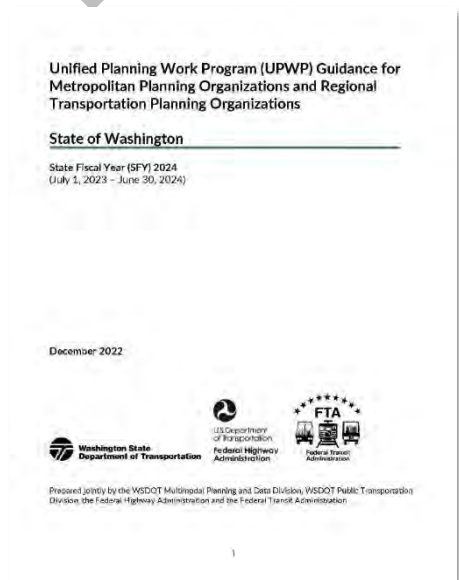 Unified Planning Work Program (UPWP) Guidance for
Metropolitan Planning Organizations and Regional
Transportation Planning Organizations
State of Washington
State Fiscal Year (SFY) 2024
(July 1, 2023 – June 30, 2024)
December 2022
Washington State
Department of Transportation
U.S. Department
of Transportation
Federal Highway
Administration
FTA
Federal Transit
Administration
Prepared jointly by the WSDOT Multimodal Planning and Data Division, WSDOT Public Transportation
Division, the Federal Highway Administration and the Federal Transit Administration
1